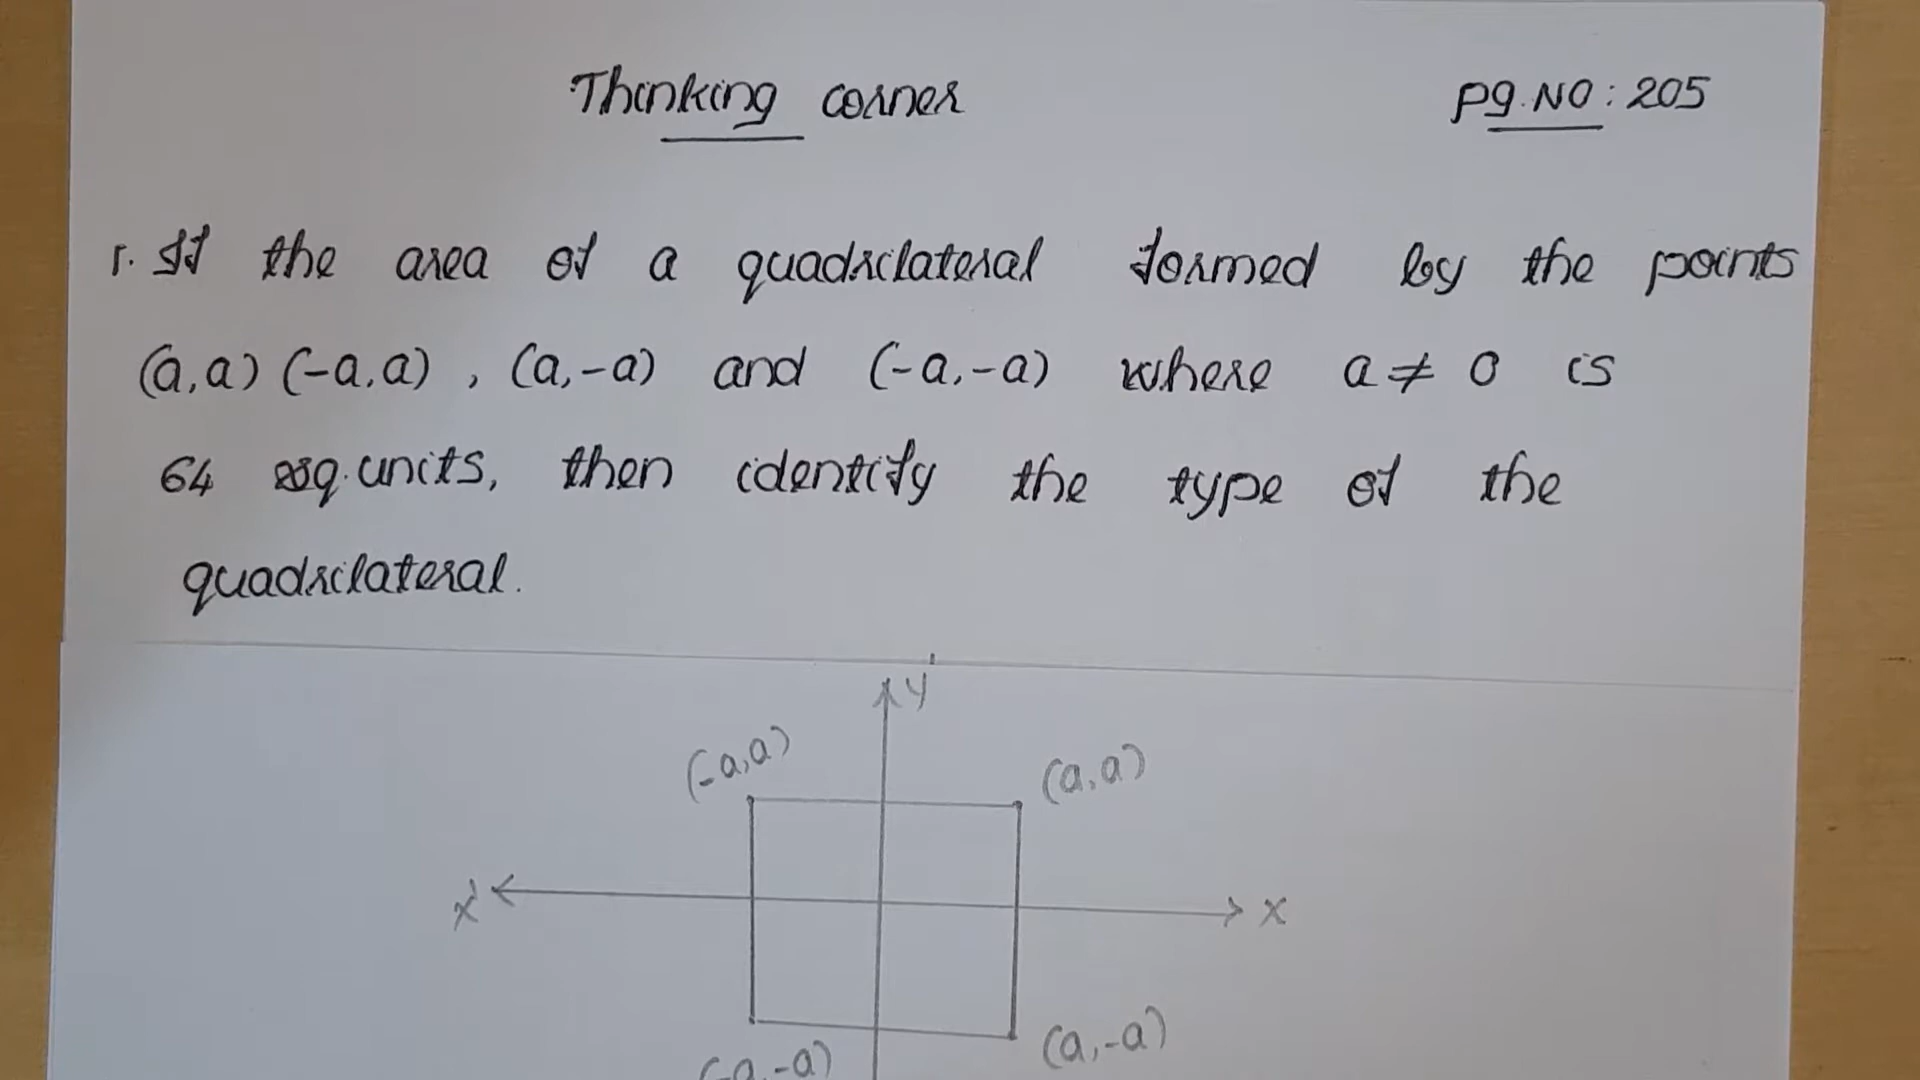 Thinking corner
pg.NO: 205
1. If the area of a quadrilateral formed by the points
(a,a) (-a,a), (a,-a) and (-a,-a) where a ≠ 0 is
64 sq.units, then identify the type of the
quadrilateral.
Y
(-a,a)
(a,a)
X'
X
(-a,-a)
(a,-a)